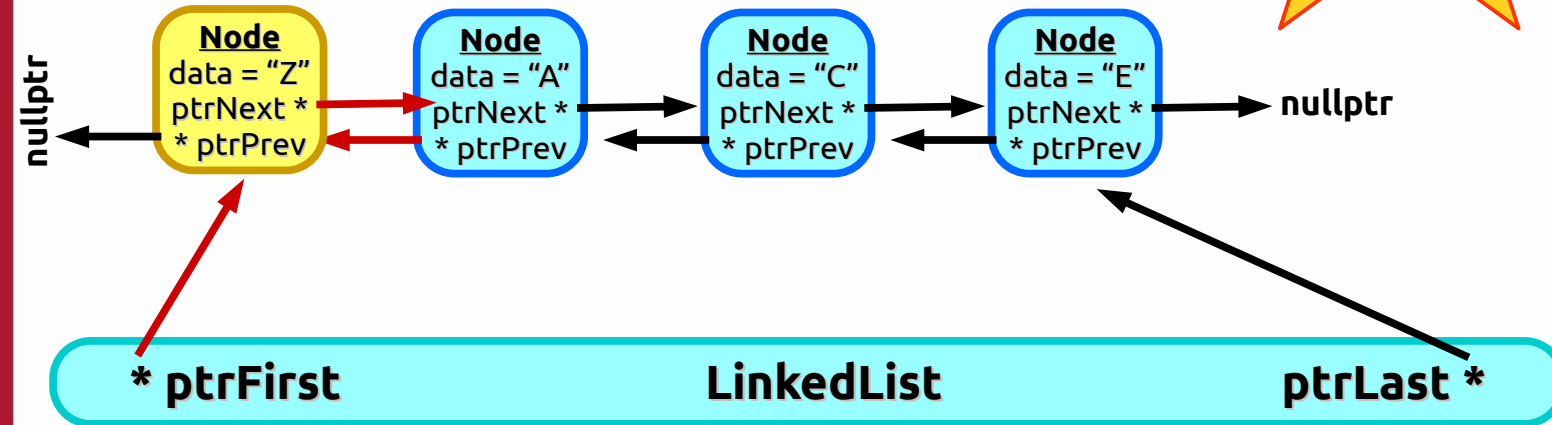 nullptr
Node
data = “Z”
ptrNext *
* ptrPrev
Node
data = “A”
ptrNext *
* ptrPrev
Node
data = “C”
ptrNext *
* ptrPrev
Node
data = “E”
ptrNext *
* ptrPrev
nullptr
* ptrFirst
LinkedList
ptrLast *